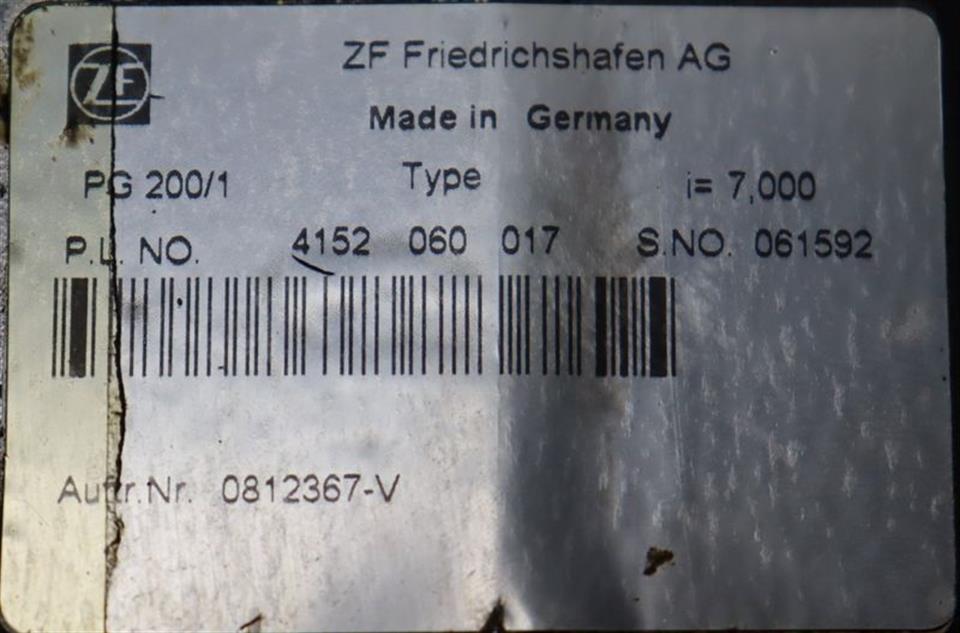 ZF
ZF Friedrichshafen AG
Made in Germany
PG 200/1 Type i= 7,000
P.L. NO. 4152 060 017 S.NO. 061592
Auftr.Nr. 0812367-V